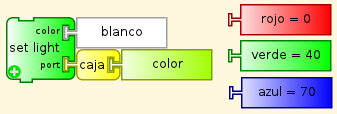 color blanco
set light
port caja color
rojo = 0
verde = 40
azul = 70